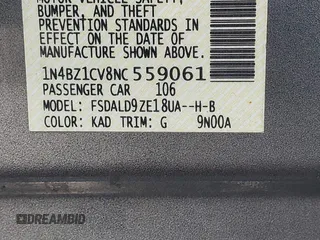 MOTOR VEHICLE SAFETY,
BUMPER, AND THEFT
PREVENTION STANDARDS
IN EFFECT ON THE DATE OF
MANUFACTURE SHOWN ABOVE.
1N4BZ1CV8NC559061
PASSENGER CAR 106
MODEL: FSDALD9ZE18UA--H-B
COLOR: KAD TRIM: G 9N00A
DREAMBID